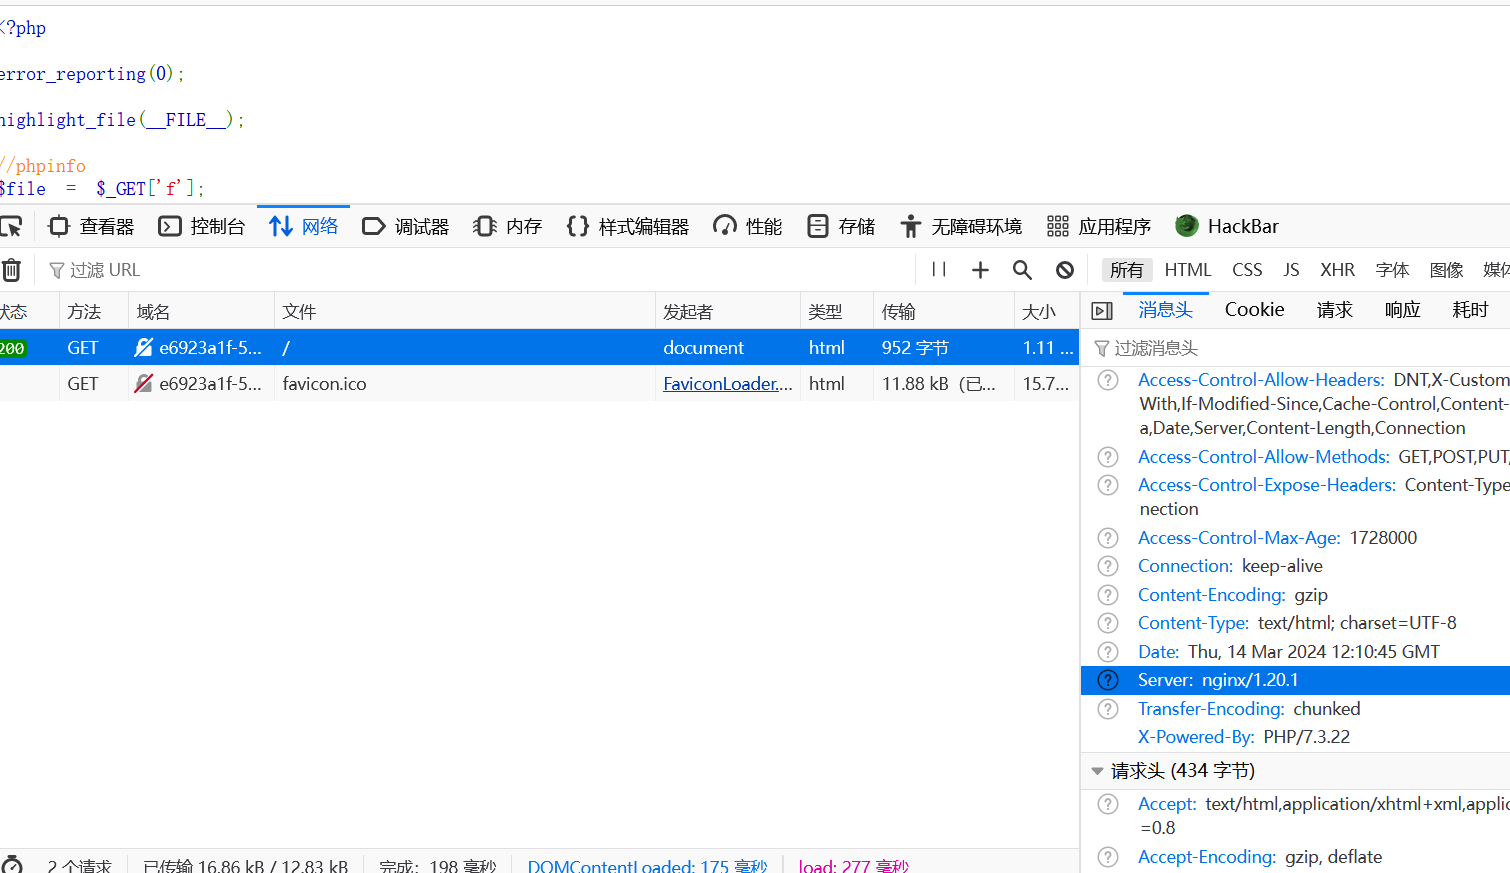 <?php
error_reporting(0);
highlight_file(__FILE__);
//phpinfo
$file = $_GET['f'];
查看器 控制台 网络 调试器 内存 样式编辑器 性能 存储 无障碍环境 应用程序 HackBar
过滤 URL
所有 HTML CSS JS XHR 字体 图像 媒体
状态 方法 域名 文件 发起者 类型 传输 大小
200 GET e6923a1f-5... / document html 952 字节 1.11 ...
GET e6923a1f-5... favicon.ico FaviconLoader.... html 11.88 kB（已... 15.7...
消息头 Cookie 请求 响应 耗时
过滤消息头
Access-Control-Allow-Headers: DNT,X-Custom
With,If-Modified-Since,Cache-Control,Content-
a,Date,Server,Content-Length,Connection
Access-Control-Allow-Methods: GET,POST,PUT,
Access-Control-Expose-Headers: Content-Type
nection
Access-Control-Max-Age: 1728000
Connection: keep-alive
Content-Encoding: gzip
Content-Type: text/html; charset=UTF-8
Date: Thu, 14 Mar 2024 12:10:45 GMT
Server: nginx/1.20.1
Transfer-Encoding: chunked
X-Powered-By: PHP/7.3.22
请求头 (434 字节)
Accept: text/html,application/xhtml+xml,applic
=0.8
Accept-Encoding: gzip, deflate
2 个请求 已传输 16.86 kB / 12.83 kB 完成：198 毫秒 DOMContentLoaded: 175 毫秒 load: 277 毫秒